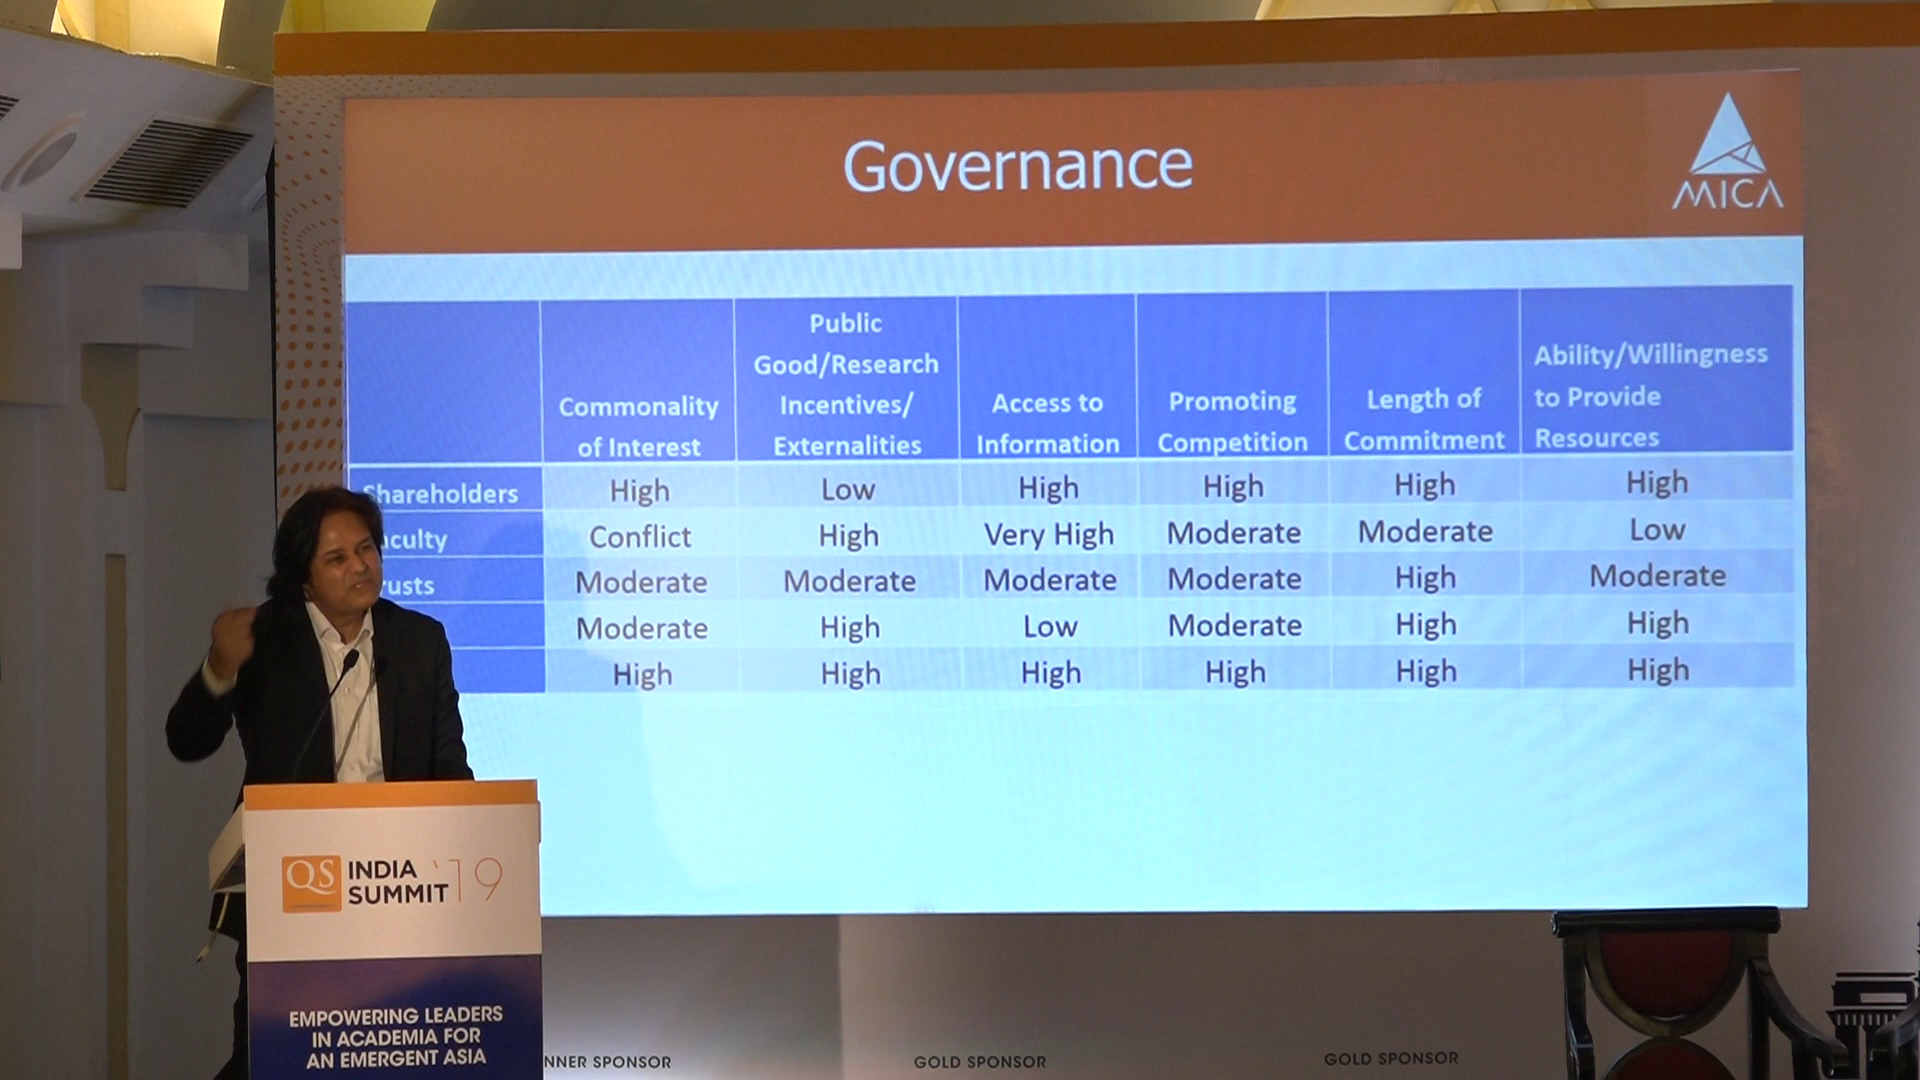 Governance
MICA
Commonality
of Interest
Public
Good/Research
Incentives/
Externalities
Access to
Information
Promoting
Competition
Length of
Commitment
Ability/Willingness
to Provide
Resources
Shareholders High Low High High High High
aculty Conflict High Very High Moderate Moderate Low
rusts Moderate Moderate Moderate Moderate High Moderate
Moderate High Low Moderate High High
High High High High High High
QS INDIA
SUMMIT '19
EMPOWERING LEADERS
IN ACADEMIA FOR
AN EMERGENT ASIA
NNER SPONSOR
GOLD SPONSOR
GOLD SPONSOR